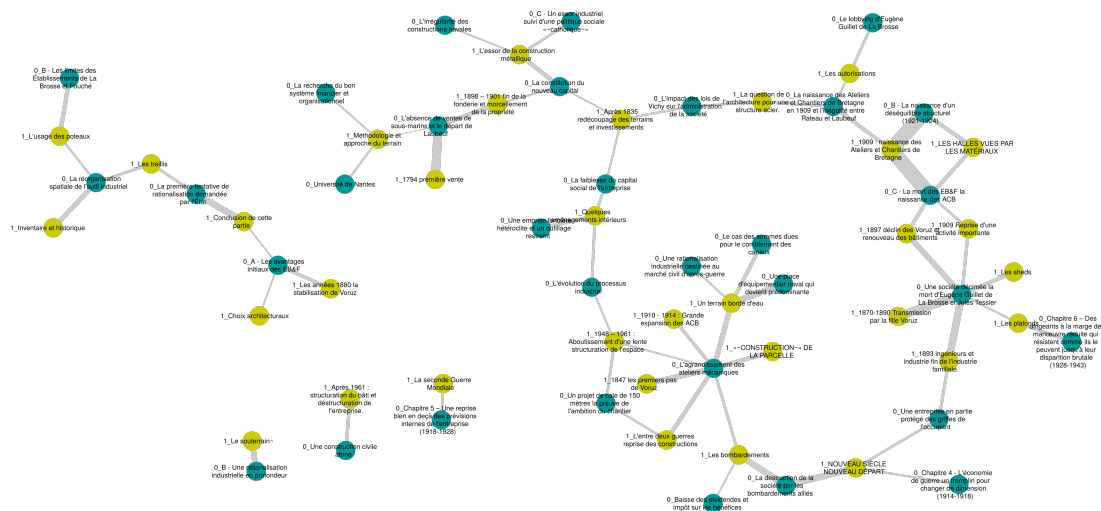 0_L'irrégularité des
constructions navales
0_C - Un essor industriel
suivi d'une politique sociale
«~catholique~»
0_Le lobbying d'Eugène
Guillet de La Brosse
1_L'essor de la construction
métallique
0_B - Les limites des
Établissements de La
Brosse et Fouché
1_Les autorisations
0_La recherche du bon
système financier et
organisationnel
0_La constitution du
nouveau capital
1_1898 – 1901 fin de la
fonderie et morcellement
de la propriété
0_L'impact des lois de
Vichy sur l'administration
de la société
1_La question de
l'architecture pour une
structure acier.
0_La naissance des Ateliers
et Chantiers de Bretagne
en 1909 et l'inégalité entre
Rateau et Laubeuf
0_B - La naissance d'un
déséquilibre structurel
(1921-1924)
1_Après 1835
redécoupage des terrains
et investissements
0_L'absence de ventes de
sous-marins et le départ de
Laubeuf
1_L'usage des poteaux
1_Méthodologie et
approche du terrain
1_1909 : naissance des
Ateliers et Chantiers de
Bretagne
1_LES HALLES VUES PAR
LES MATÉRIAUX
1_Les treillis
0_La réorganisation
spatiale de l'outil industriel
0_La première tentative de
rationalisation demandée
par l'État
0_Université de Nantes
1_1794 première vente
0_La faiblesse du capital
social de l'entreprise
0_C - La mort des EB&F la
naissance des ACB
1_Inventaire et historique
1_Conclusion de cette
partie
0_Une emprise foncière
hétéroclite et un outillage
restreint
1_Quelques
aménagements intérieurs
1_1897 déclin des Voruz et
renouveau des bâtiments
1_1909 Reprise d'une
activité importante
0_Le cas des sommes dues
pour le comblement des
canaux
0_A - Les avantages
initiaux des EB&F
0_Une rationalisation
industrielle destinée au
marché civil d'après-guerre
0_Une place
d'équipementier naval qui
devient prédominante
1_Les sheds
1_Les années 1880 la
stabilisation de Voruz
0_L'évolution du processus
industriel
1_Un terrain bordé d'eau
0_Une société décimée la
mort d'Eugène Guillet de
La Brosse et Jules Tessier
1_Choix architecturaux
1_1910 - 1914 : Grande
expansion des ACB
1_1870-1890 Transmission
par la fille Voruz
1_Les plafonds
0_Chapitre 6 – Des
dirigeants à la marge de
manœuvre réduite qui
résistent comme ils le
peuvent jusqu'à leur
disparition brutale
(1928-1943)
1_1948 – 1961 :
Aboutissement d'une lente
structuration de l'espace
1_«~CONSTRUCTION~» DE
LA PARCELLE
0_L'agrandissement des
ateliers mécaniques
1_1893 ingénieurs et
industrie fin de l'industrie
familiale.
1_La seconde Guerre
Mondiale
1_1847 les premiers pas
de Voruz
1_Après 1961 :
structuration du bâti et
déstructuration de
l'entreprise.
0_Un projet de cale de 150
mètres la preuve de
l'ambition du chantier
0_Chapitre 5 – Une reprise
bien en deçà des prévisions
internes de l'entreprise
(1918-1928)
0_Une entreprise en partie
protégé des griffes de
l'occupant
1_Le souterrain~
0_Une construction civile
atone
1_L'entre deux guerres
reprise des constructions
1_Les bombardements
0_B - Une rationalisation
industrielle en profondeur
1_NOUVEAU SIÈCLE
NOUVEAU DÉPART
0_La destruction de la
société par les
bombardements alliés
0_Chapitre 4 - L'économie
de guerre un tremplin pour
changer de dimension
(1914-1918)
0_Baisse des dividendes et
impôt sur les bénéfices